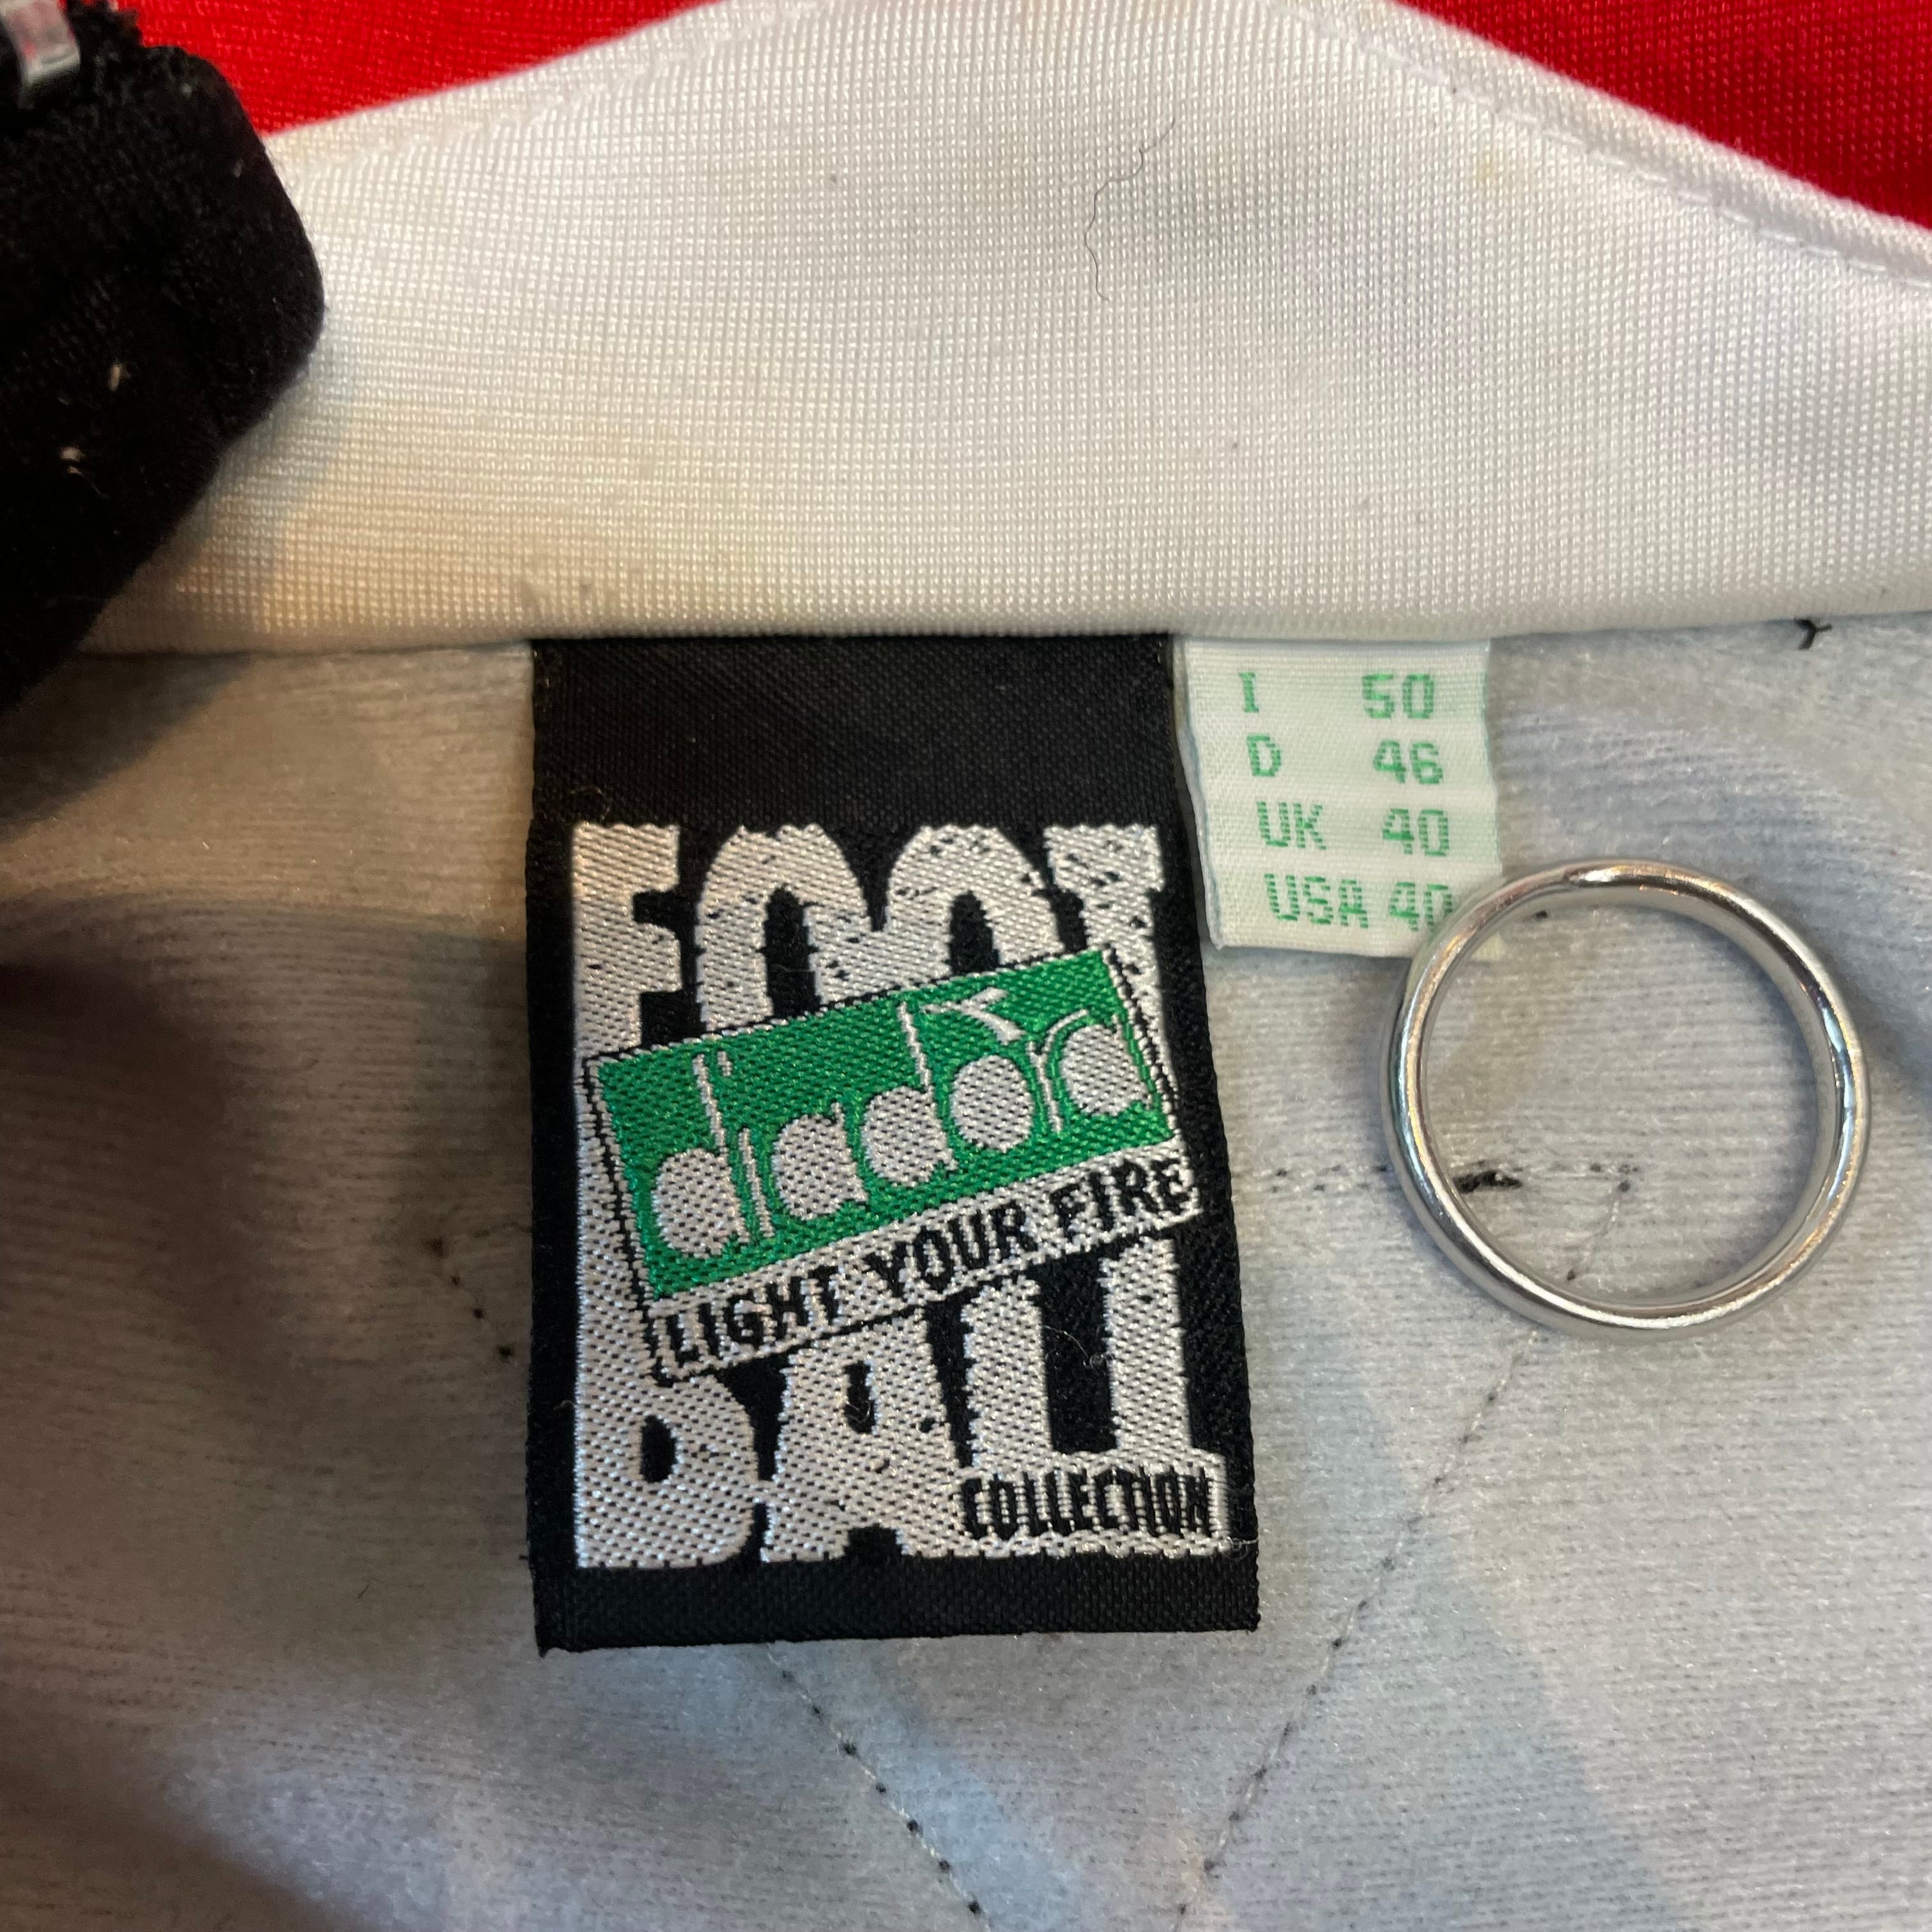 FOOT
diadora
LIGHT YOUR FIRE
BALL
COLLECTION
I 50
D 46
UK 40
USA 40